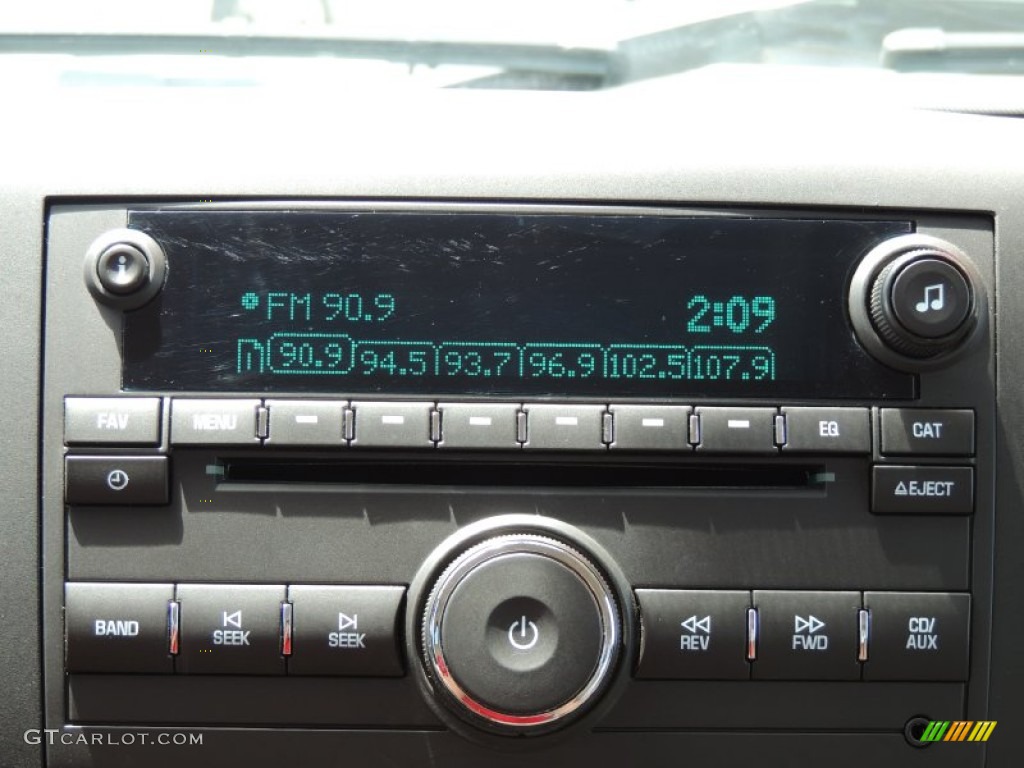 FM 90.9 2:09
90.9 94.5 93.7 96.9 102.5 107.9
FAV MENU EQ CAT
EJECT
BAND SEEK SEEK REV FWD CD/
AUX
GTCARLOT.COM